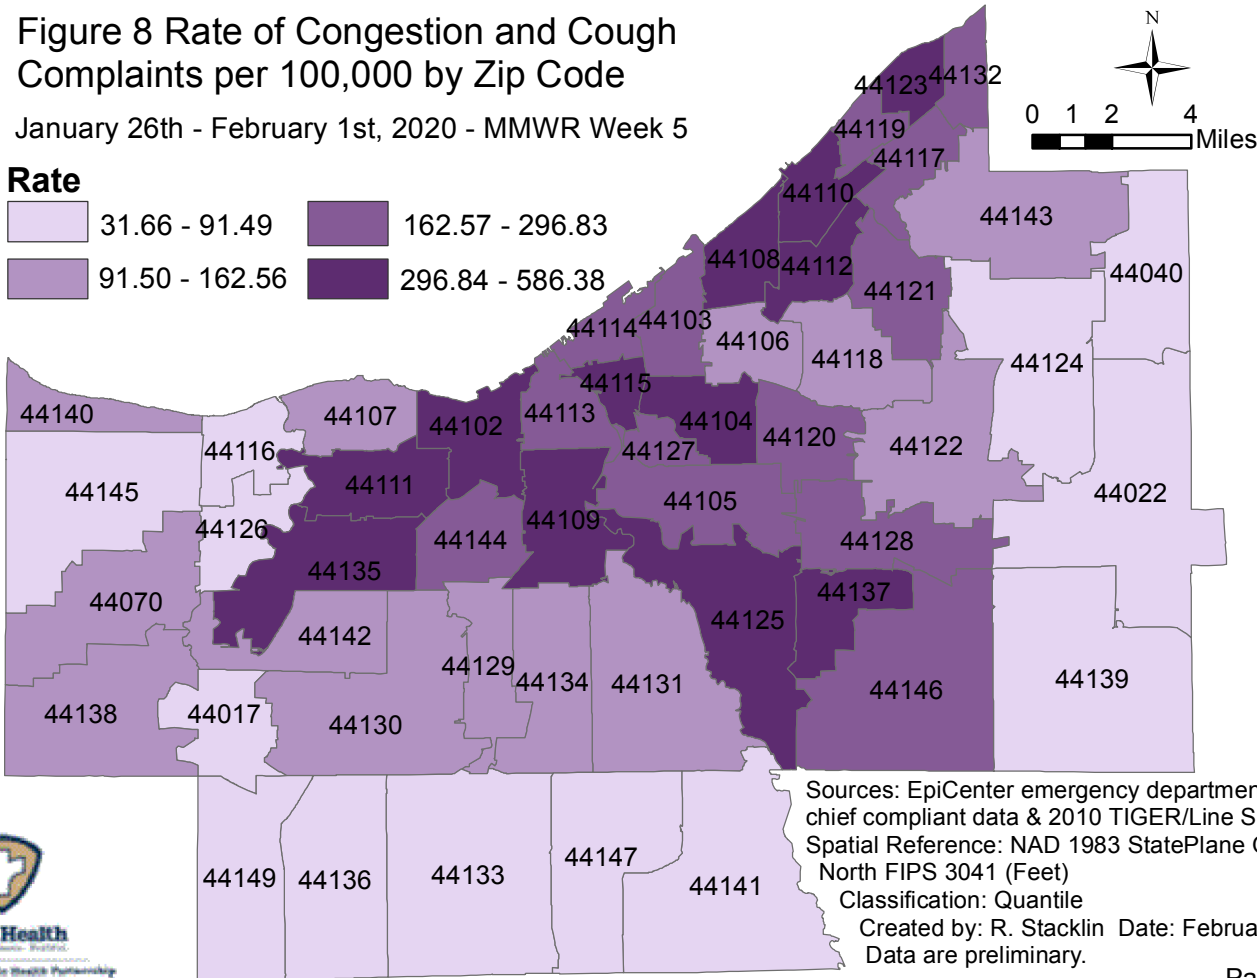 Figure 8 Rate of Congestion and Cough
Complaints per 100,000 by Zip Code
January 26th - February 1st, 2020 - MMWR Week 5
N
0 1 2 4
Miles
Rate
31.66 - 91.49
162.57 - 296.83
91.50 - 162.56
296.84 - 586.38
44123
44132
44119
44117
44110
44143
44108
44112
44040
44121
44114
44103
44106
44118
44124
44115
44140
44107
44102
44113
44104
44120
44122
44116
44127
44145
44111
44105
44022
44126
44109
44144
44128
44135
44137
44070
44125
44142
44129
44134
44131
44139
44146
44138
44017
44130
44149
44136
44133
44147
44141
Sources: EpiCenter emergency departmen
chief compliant data & 2010 TIGER/Line S
Spatial Reference: NAD 1983 StatePlane
North FIPS 3041 (Feet)
Classification: Quantile
Created by: R. Stacklin Date: Februa
Data are preliminary.
Health